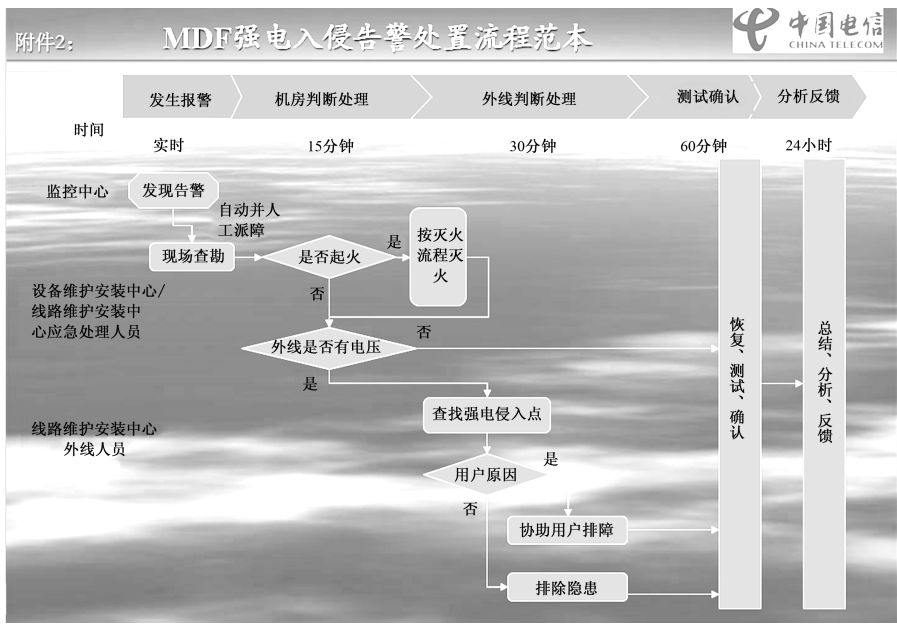 附件2：
MDF强电入侵告警处置流程范本
中国电信
CHINA TELECOM
发生报警
机房判断处理
外线判断处理
测试确认
分析反馈
时间
实时
15分钟
30分钟
60分钟
24小时
监控中心
发现告警
自动并人
工派障
现场查勘
是否起火
是
按灭火
流程灭
火
否
设备维护安装中心/
线路维护安装中
心应急处理人员
外线是否有电压
否
是
恢复、测试、确认
总结、分析、反馈
查找强电侵入点
线路维护安装中心
外线人员
用户原因
是
否
协助用户排障
排除隐患